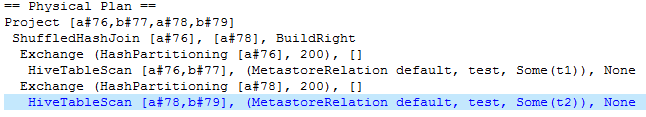 == Physical Plan ==
Project [a#76,b#77,a#78,b#79]
 ShuffledHashJoin [a#76], [a#78], BuildRight
  Exchange (HashPartitioning [a#76], 200), []
   HiveTableScan [a#76,b#77], (MetastoreRelation default, test, Some(t1)), None
  Exchange (HashPartitioning [a#78], 200), []
   HiveTableScan [a#78,b#79], (MetastoreRelation default, test, Some(t2)), None